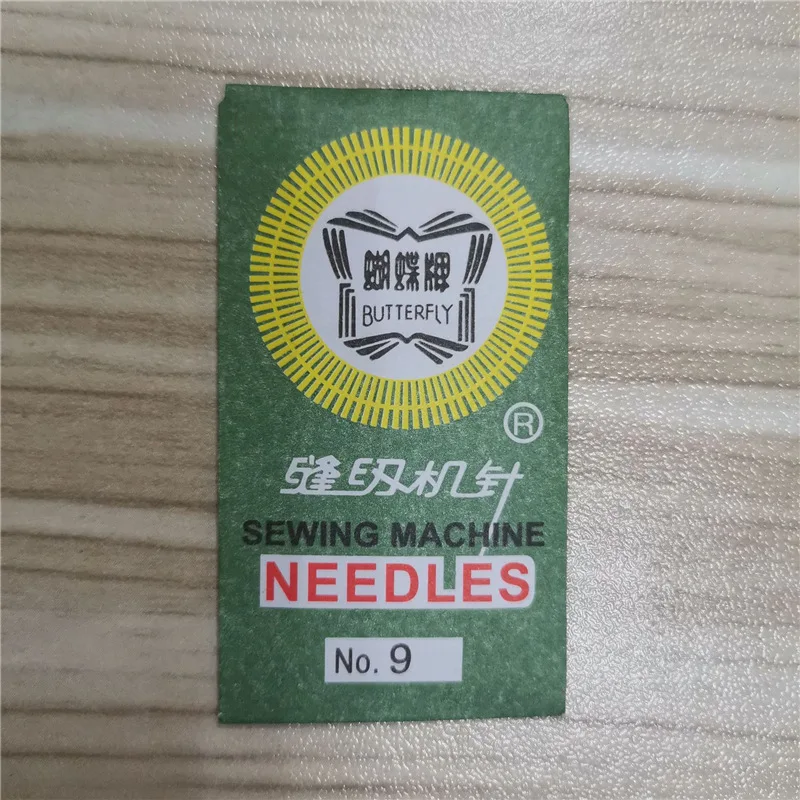 蝴蝶牌
BUTTERFLY
®
缝纫机针
SEWING MACHINE
NEEDLES
No. 9